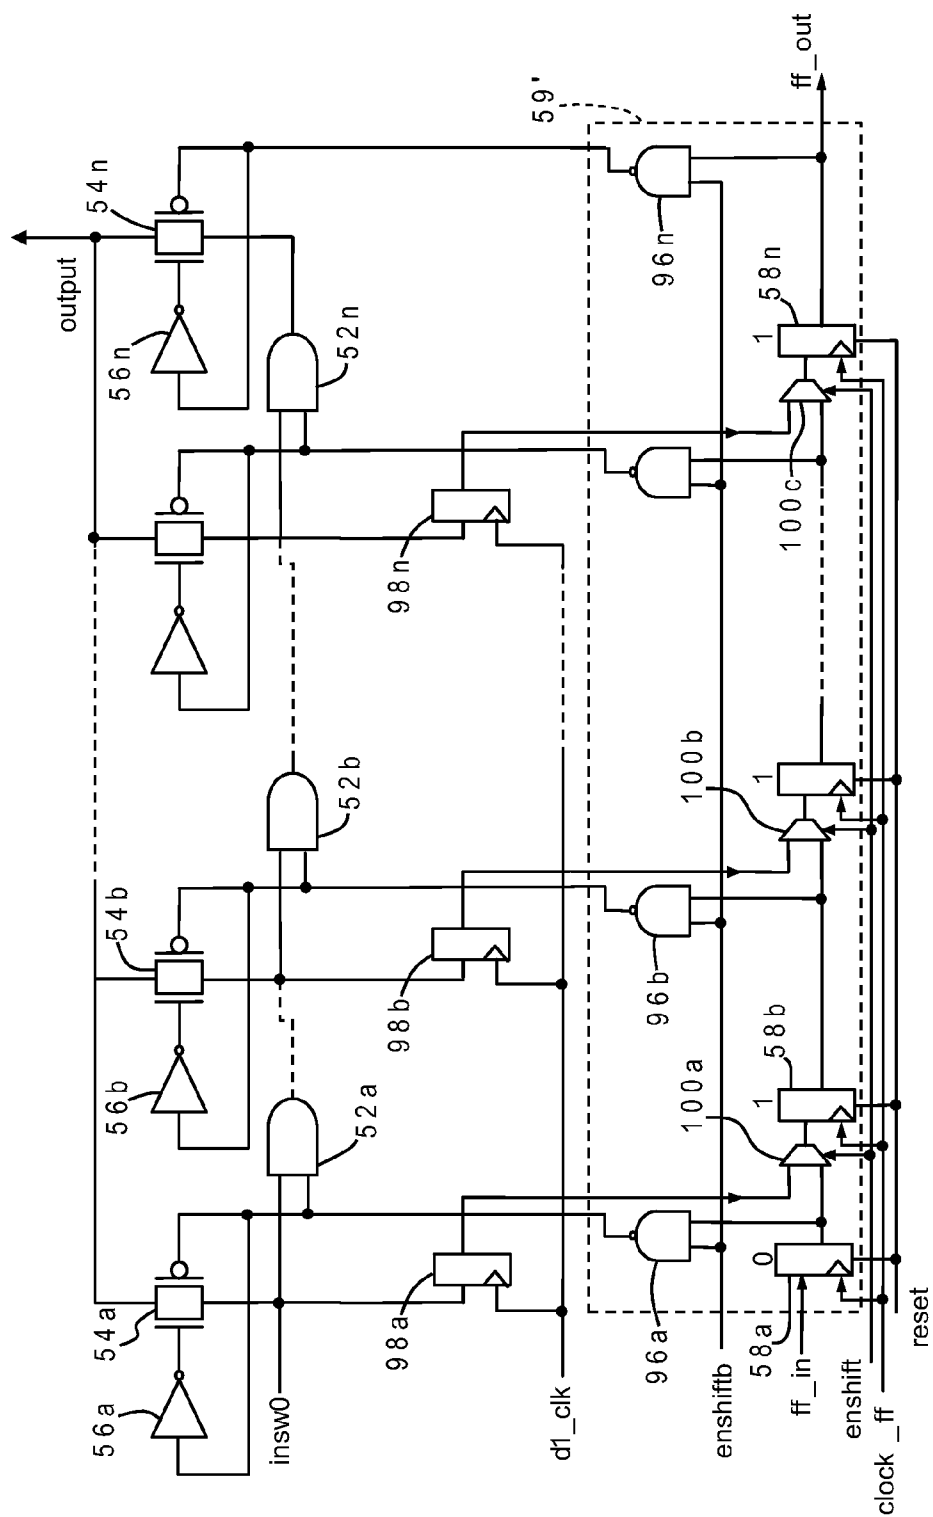 output
54n
56n
52n
54b
56b
52b
54a
56a
52a
insw0
98n
98b
98a
d1_clk
59'
96n
96b
96a
enshiftb
58n
1
100c
100b
1
58b
1
100a
0
58a
ff_in
ff_out
enshift
clock_ff
reset